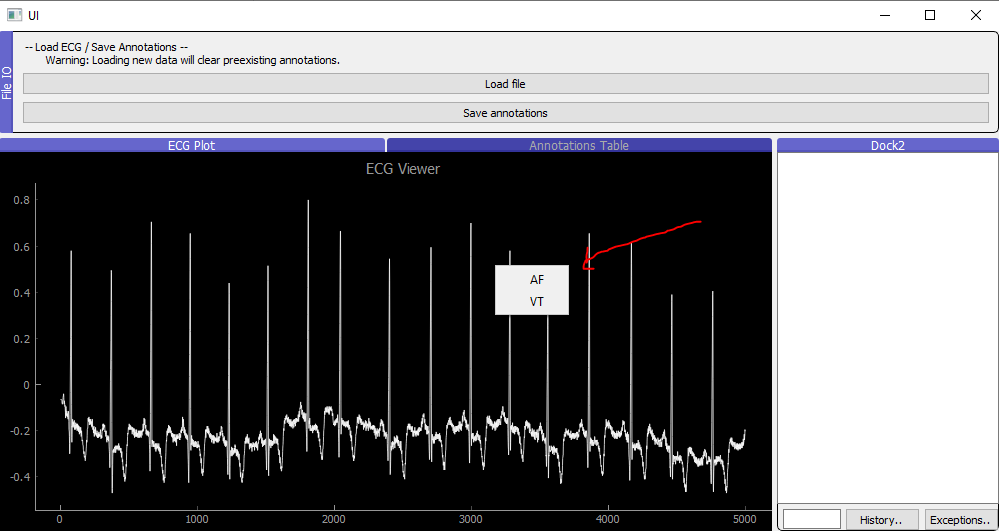 UI
File IO
-- Load ECG / Save Annotations --
Warning: Loading new data will clear preexisting annotations.
Load file
Save annotations
ECG Plot
Annotations Table
Dock2
ECG Viewer
0.8
0.6
0.4
0.2
0
-0.2
-0.4
AF
VT
0
1000
2000
3000
4000
5000
History..
Exceptions..